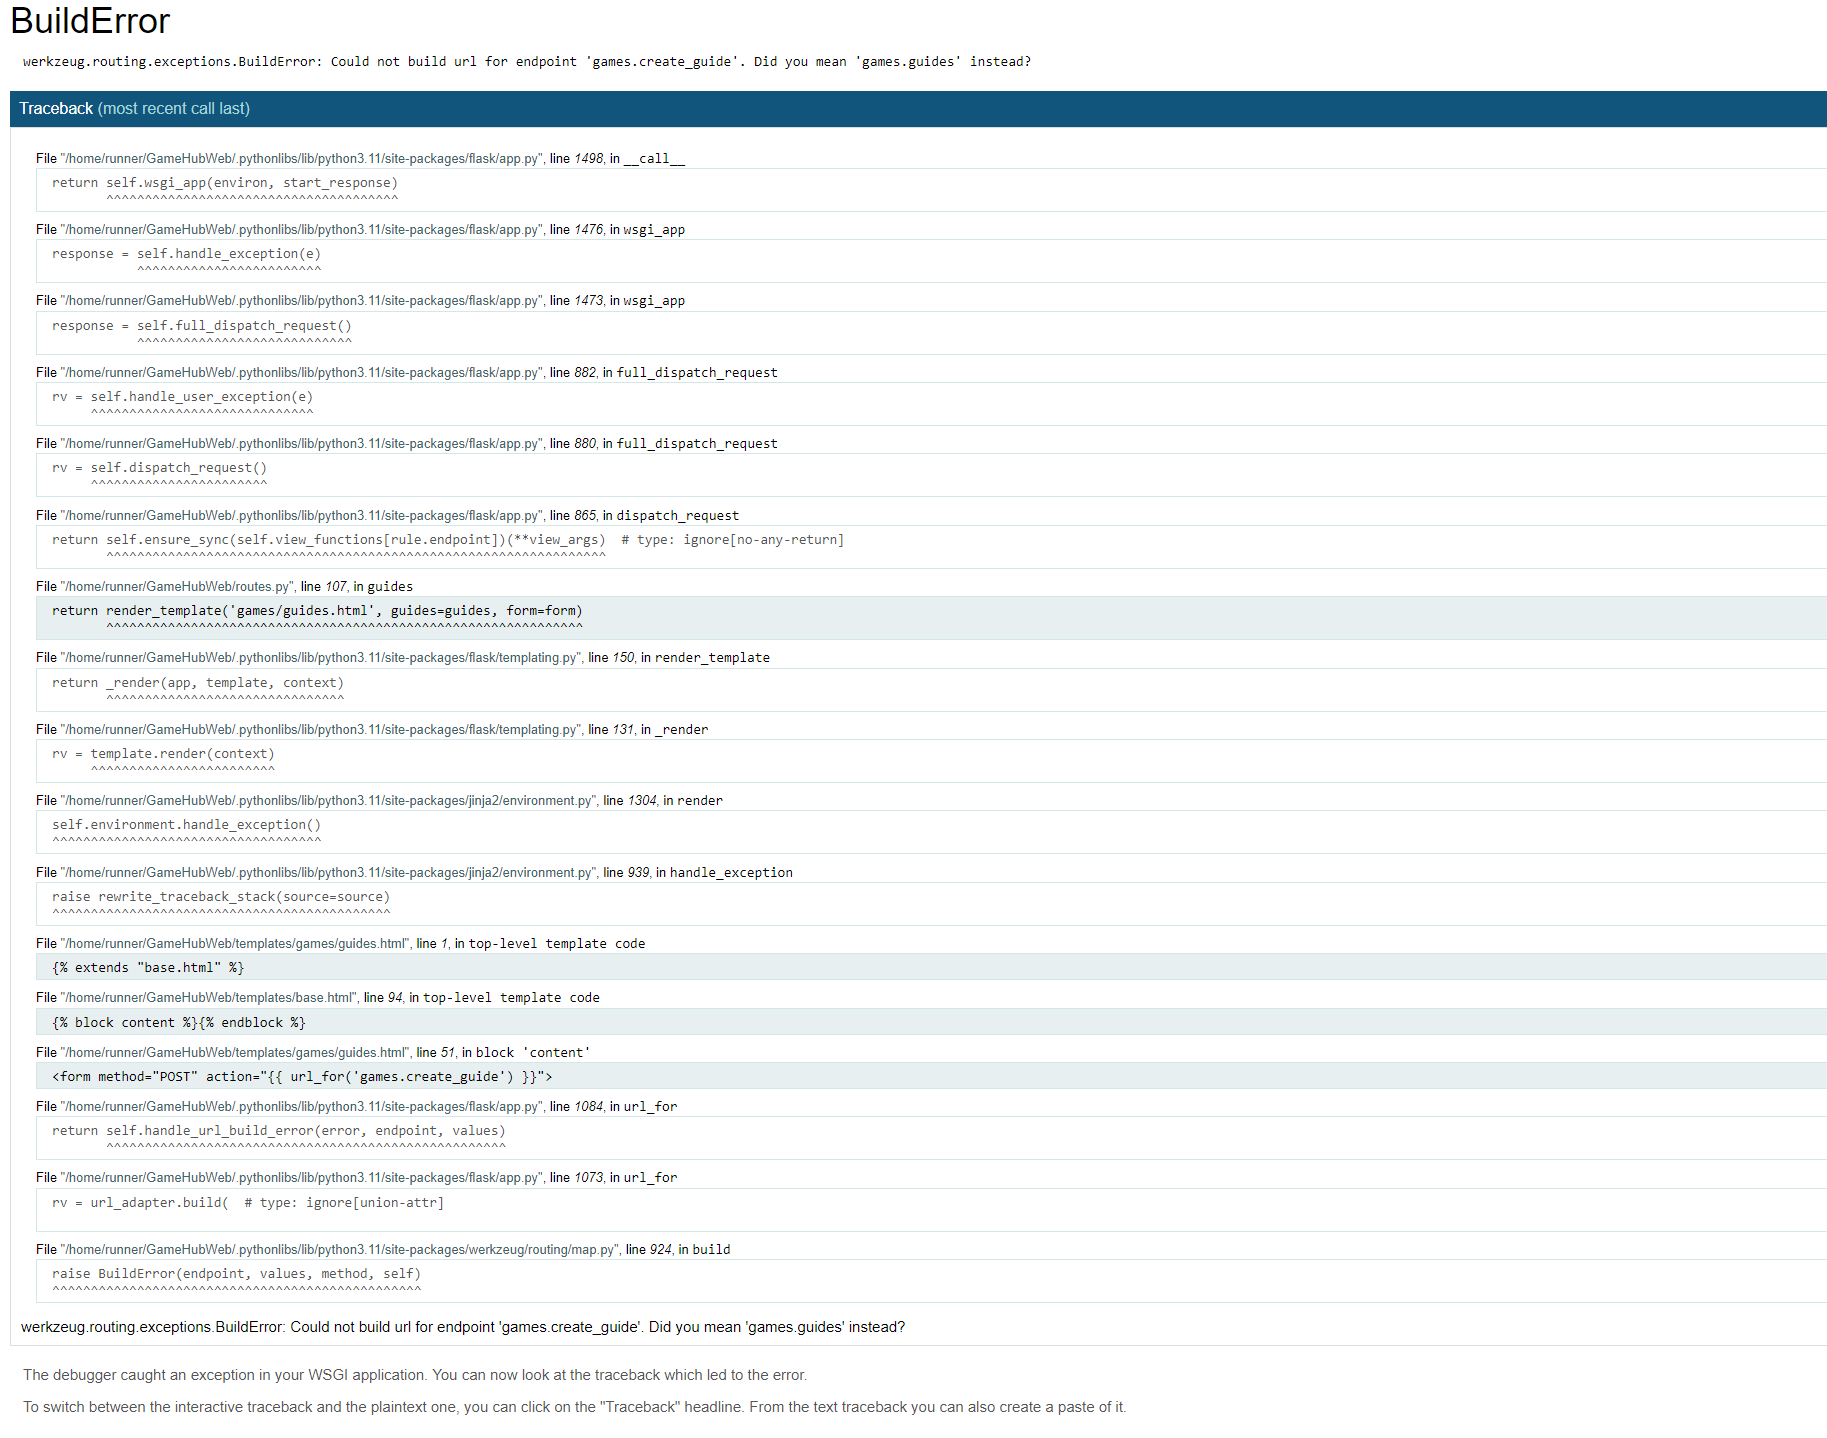 BuildError
werkzeug.routing.exceptions.BuildError: Could not build url for endpoint 'games.create_guide'. Did you mean 'games.guides' instead?
Traceback (most recent call last)
File "/home/runner/GameHubWeb/.pythonlibs/lib/python3.11/site-packages/flask/app.py", line 1498, in __call__
return self.wsgi_app(environ, start_response)
^^^^^^^^^^^^^^^^^^^^^^^^^^^^^^^^^^^^^^
File "/home/runner/GameHubWeb/.pythonlibs/lib/python3.11/site-packages/flask/app.py", line 1476, in wsgi_app
response = self.handle_exception(e)
^^^^^^^^^^^^^^^^^^^^^^^^
File "/home/runner/GameHubWeb/.pythonlibs/lib/python3.11/site-packages/flask/app.py", line 1473, in wsgi_app
response = self.full_dispatch_request()
^^^^^^^^^^^^^^^^^^^^^^^^^^^^
File "/home/runner/GameHubWeb/.pythonlibs/lib/python3.11/site-packages/flask/app.py", line 882, in full_dispatch_request
rv = self.handle_user_exception(e)
^^^^^^^^^^^^^^^^^^^^^^^^^^^^^
File "/home/runner/GameHubWeb/.pythonlibs/lib/python3.11/site-packages/flask/app.py", line 880, in full_dispatch_request
rv = self.dispatch_request()
^^^^^^^^^^^^^^^^^^^^^^^
File "/home/runner/GameHubWeb/.pythonlibs/lib/python3.11/site-packages/flask/app.py", line 865, in dispatch_request
return self.ensure_sync(self.view_functions[rule.endpoint])(**view_args)  # type: ignore[no-any-return]
^^^^^^^^^^^^^^^^^^^^^^^^^^^^^^^^^^^^^^^^^^^^^^^^^^^^^^^^^^^^^^^^^
File "/home/runner/GameHubWeb/routes.py", line 107, in guides
return render_template('games/guides.html', guides=guides, form=form)
^^^^^^^^^^^^^^^^^^^^^^^^^^^^^^^^^^^^^^^^^^^^^^^^^^^^^^^^^^^^^^
File "/home/runner/GameHubWeb/.pythonlibs/lib/python3.11/site-packages/flask/templating.py", line 150, in render_template
return _render(app, template, context)
^^^^^^^^^^^^^^^^^^^^^^^^^^^^^^^
File "/home/runner/GameHubWeb/.pythonlibs/lib/python3.11/site-packages/flask/templating.py", line 131, in _render
rv = template.render(context)
^^^^^^^^^^^^^^^^^^^^^^^^
File "/home/runner/GameHubWeb/.pythonlibs/lib/python3.11/site-packages/jinja2/environment.py", line 1304, in render
self.environment.handle_exception()
^^^^^^^^^^^^^^^^^^^^^^^^^^^^^^^^^^^
File "/home/runner/GameHubWeb/.pythonlibs/lib/python3.11/site-packages/jinja2/environment.py", line 939, in handle_exception
raise rewrite_traceback_stack(source=source)
^^^^^^^^^^^^^^^^^^^^^^^^^^^^^^^^^^^^^^^^^^^^
File "/home/runner/GameHubWeb/templates/games/guides.html", line 1, in top-level template code
{% extends "base.html" %}
File "/home/runner/GameHubWeb/templates/base.html", line 94, in top-level template code
{% block content %}{% endblock %}
File "/home/runner/GameHubWeb/templates/games/guides.html", line 51, in block 'content'
<form method="POST" action="{{ url_for('games.create_guide') }}">
File "/home/runner/GameHubWeb/.pythonlibs/lib/python3.11/site-packages/flask/app.py", line 1084, in url_for
return self.handle_url_build_error(error, endpoint, values)
^^^^^^^^^^^^^^^^^^^^^^^^^^^^^^^^^^^^^^^^^^^^^^^^^^^^
File "/home/runner/GameHubWeb/.pythonlibs/lib/python3.11/site-packages/flask/app.py", line 1073, in url_for
rv = url_adapter.build(  # type: ignore[union-attr]
File "/home/runner/GameHubWeb/.pythonlibs/lib/python3.11/site-packages/werkzeug/routing/map.py", line 924, in build
raise BuildError(endpoint, values, method, self)
^^^^^^^^^^^^^^^^^^^^^^^^^^^^^^^^^^^^^^^^^^^^^^^^
werkzeug.routing.exceptions.BuildError: Could not build url for endpoint 'games.create_guide'. Did you mean 'games.guides' instead?
The debugger caught an exception in your WSGI application. You can now look at the traceback which led to the error.
To switch between the interactive traceback and the plaintext one, you can click on the "Traceback" headline. From the text traceback you can also create a paste of it.